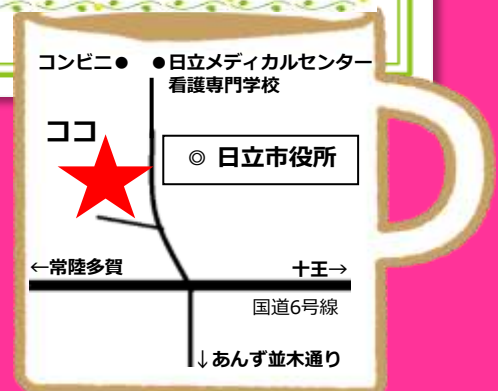 コンビニ● ●日立メディカルセンター
看護専門学校
ココ
◎ 日立市役所
←常陸多賀 十王→
国道6号線
↓あんず並木通り